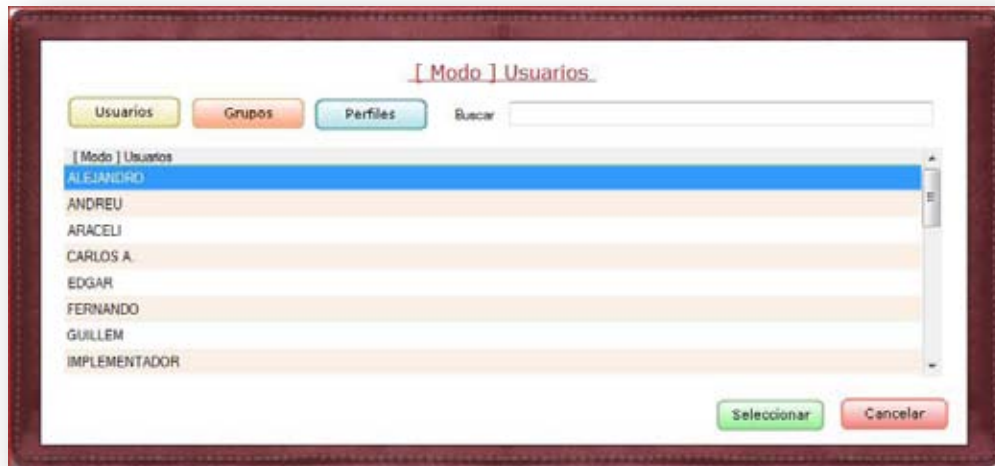 [ Modo ] Usuarios
Usuarios Grupos Perfiles Buscar
[ Modo ] Usuarios
ALEJANDRO
ANDREU
ARACELI
CARLOS A.
EDGAR
FERNANDO
GUILLEM
IMPLEMENTADOR
Seleccionar Cancelar